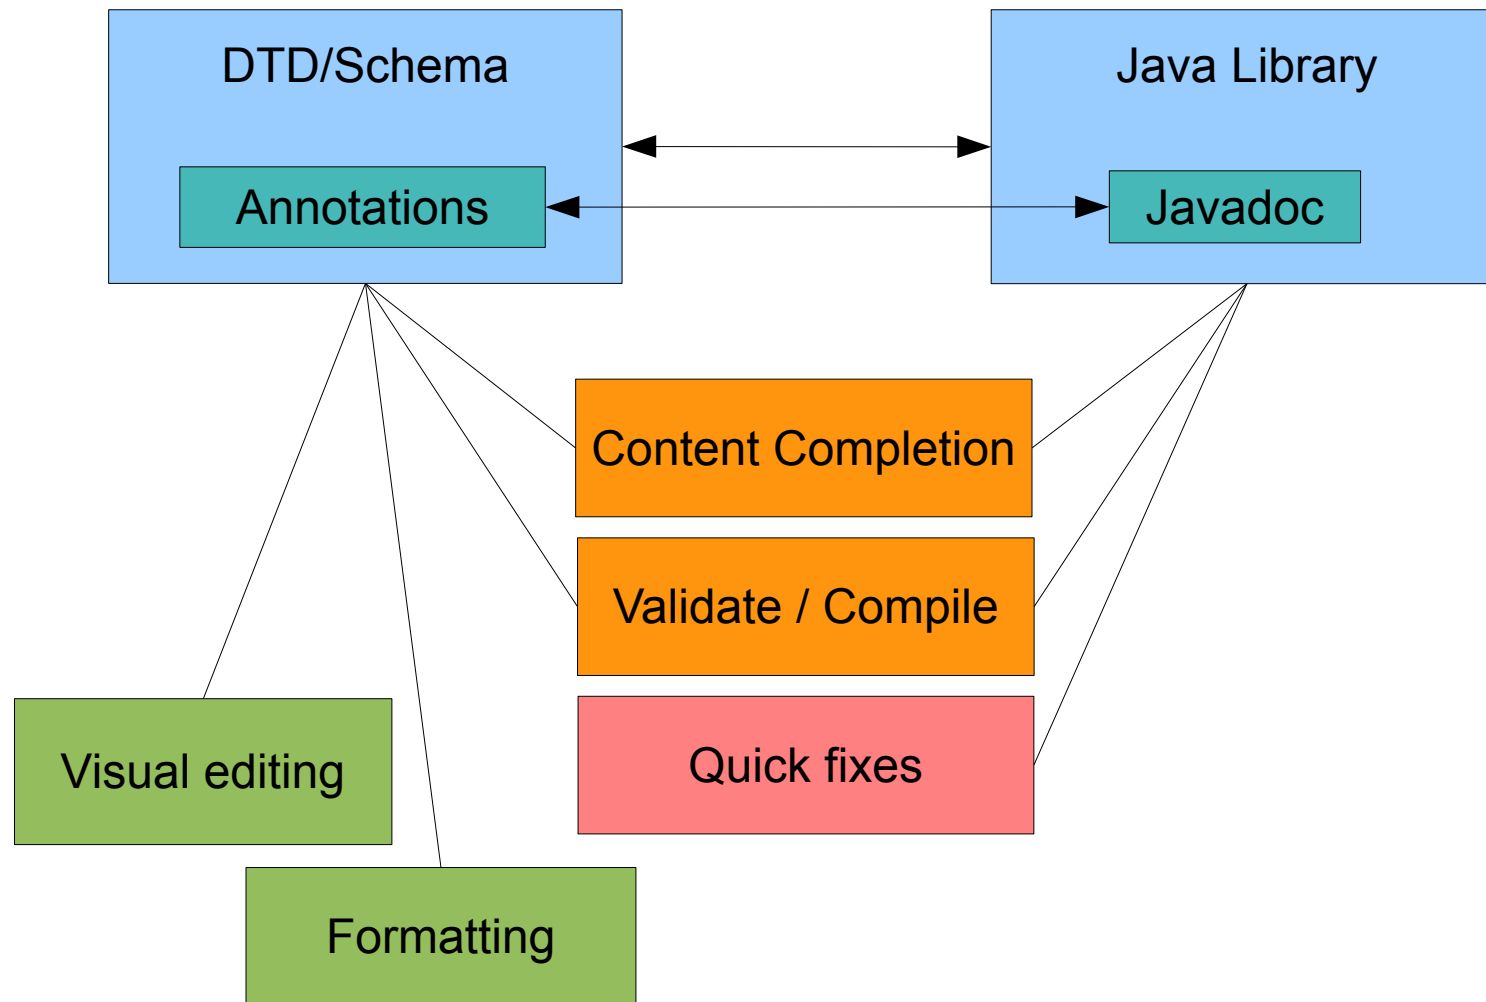 DTD/Schema
Java Library
Annotations
Javadoc
Content Completion
Validate / Compile
Visual editing
Quick fixes
Formatting